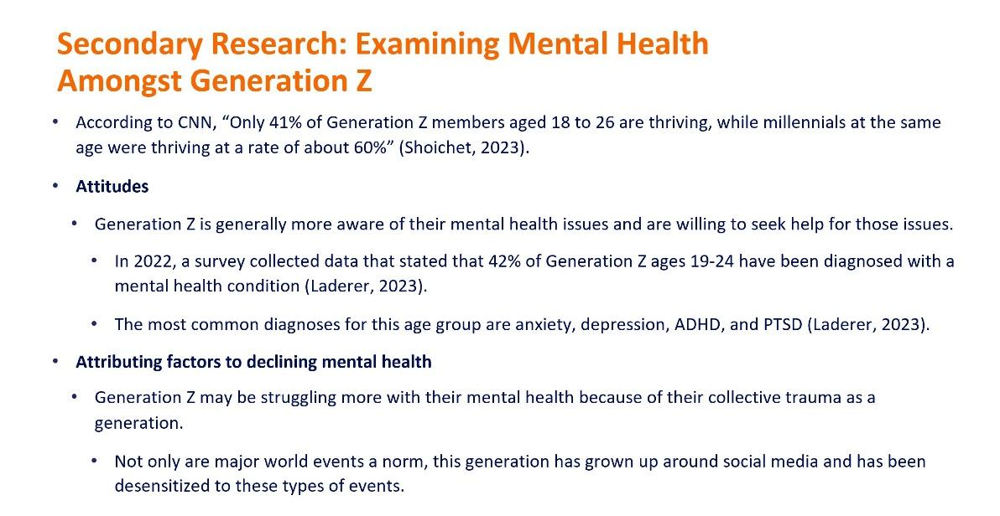 Secondary Research: Examining Mental Health
Amongst Generation Z
• According to CNN, “Only 41% of Generation Z members aged 18 to 26 are thriving, while millennials at the same
age were thriving at a rate of about 60%” (Shoichet, 2023).
• Attitudes
• Generation Z is generally more aware of their mental health issues and are willing to seek help for those issues.
• In 2022, a survey collected data that stated that 42% of Generation Z ages 19-24 have been diagnosed with a
mental health condition (Laderer, 2023).
• The most common diagnoses for this age group are anxiety, depression, ADHD, and PTSD (Laderer, 2023).
• Attributing factors to declining mental health
• Generation Z may be struggling more with their mental health because of their collective trauma as a
generation.
• Not only are major world events a norm, this generation has grown up around social media and has been
desensitized to these types of events.